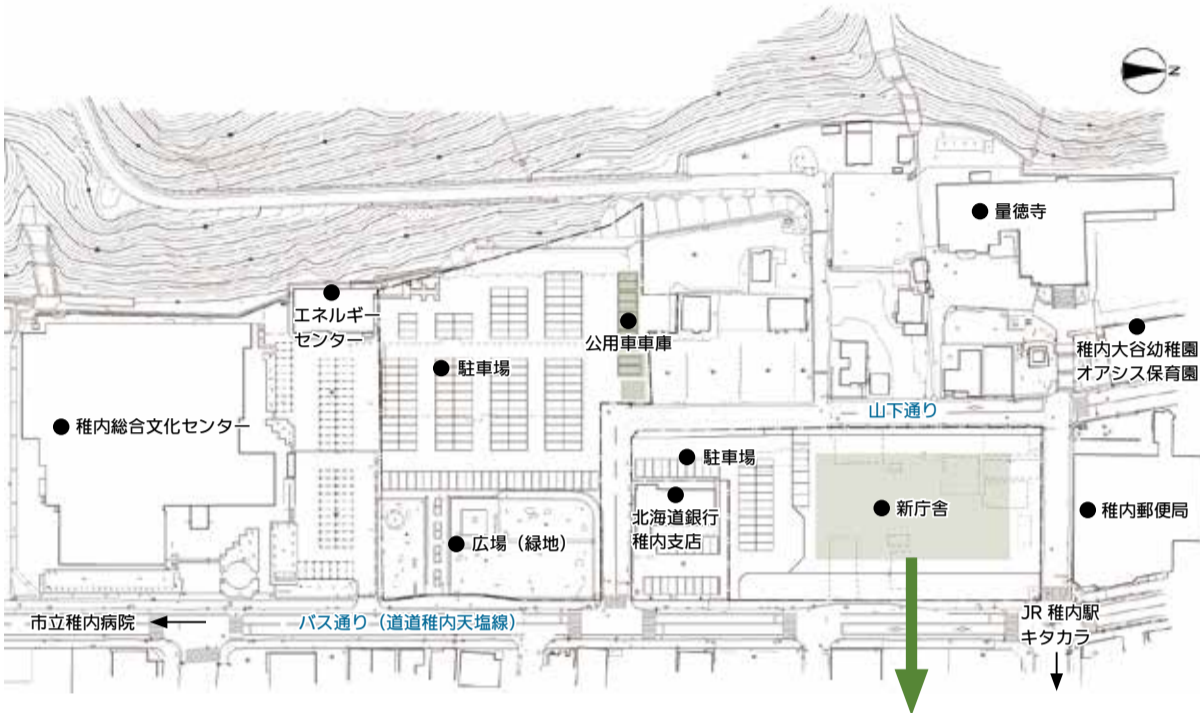 N
量徳寺
エネルギー
センター
公用車車庫
稚内大谷幼稚園
オアシス保育園
駐車場
山下通り
稚内総合文化センター
駐車場
北海道銀行
稚内支店
新庁舎
稚内郵便局
広場（緑地）
市立稚内病院
バス通り（道道稚内天塩線）
JR 稚内駅
キタカラ